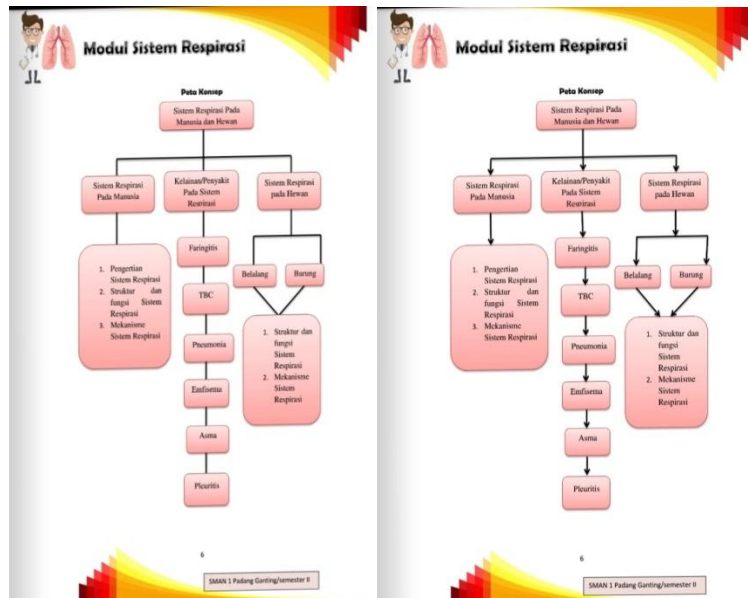 Modul Sistem Respirasi
Peta Konsep
Sistem Respirasi Pada
Manusia dan Hewan
Sistem Respirasi
Pada Manusia
Kelainan/Penyakit
Pada Sistem
Respirasi
Sistem Respirasi
pada Hewan
1. Pengertian
Sistem Respirasi
2. Struktur dan
fungsi Sistem
Respirasi
3. Mekanisme
Sistem Respirasi
Faringitis
TBC
Pneumonia
Emfisema
Asma
Pleuritis
Belalang
Burung
1. Struktur dan
fungsi
Sistem
Respirasi
2. Mekanisme
Sistem
Respirasi
6
SMAN 1 Padang Ganting/semester II
Modul Sistem Respirasi
Peta Konsep
Sistem Respirasi Pada
Manusia dan Hewan
Sistem Respirasi
Pada Manusia
Kelainan/Penyakit
Pada Sistem
Respirasi
Sistem Respirasi
pada Hewan
1. Pengertian
Sistem Respirasi
2. Struktur dan
fungsi Sistem
Respirasi
3. Mekanisme
Sistem Respirasi
Faringitis
TBC
Pneumonia
Emfisema
Asma
Pleuritis
Belalang
Burung
1. Struktur dan
fungsi
Sistem
Respirasi
2. Mekanisme
Sistem
Respirasi
6
SMAN 1 Padang Ganting/semester II